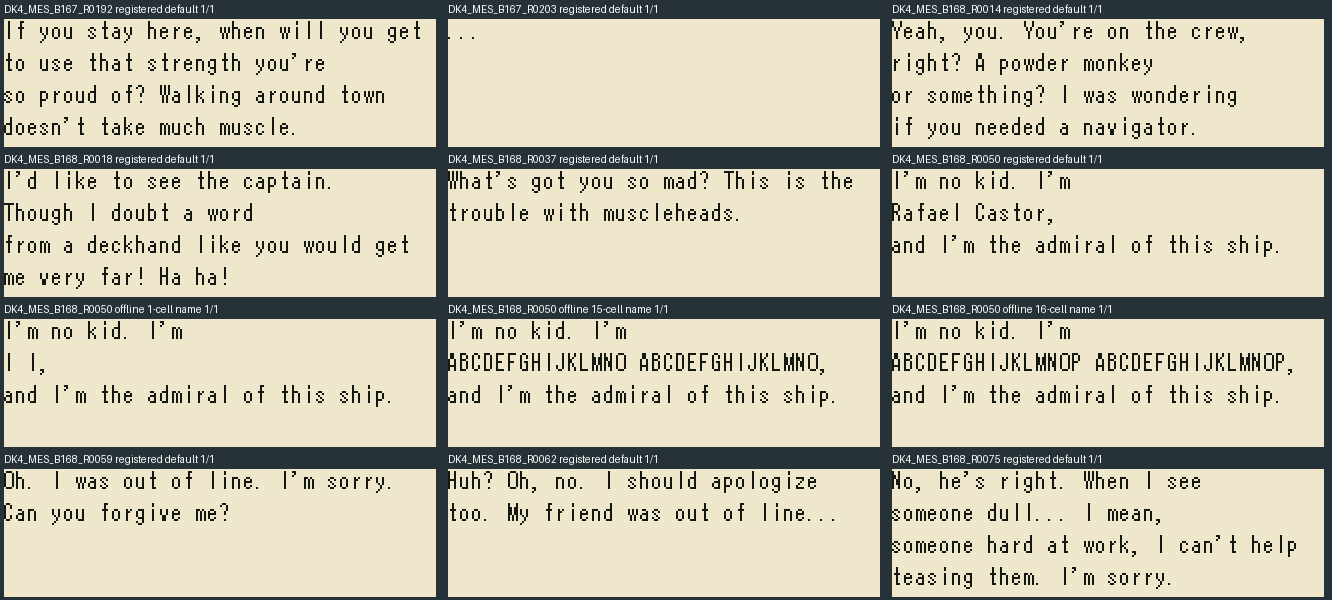 DK4_MES_B167_R0192 registered default 1/1
If you stay here, when will you get
to use that strength you're
so proud of? Walking around town
doesn't take much muscle.
DK4_MES_B167_R0203 registered default 1/1
...
DK4_MES_B168_R0014 registered default 1/1
Yeah, you. You're on the crew,
right? A powder monkey
or something? I was wondering
if you needed a navigator.
DK4_MES_B168_R0018 registered default 1/1
I'd like to see the captain.
Though I doubt a word
from a deckhand like you would get
me very far! Ha ha!
DK4_MES_B168_R0037 registered default 1/1
What's got you so mad? This is the
trouble with muscleheads.
DK4_MES_B168_R0050 registered default 1/1
I'm no kid. I'm
Rafael Castor,
and I'm the admiral of this ship.
DK4_MES_B168_R0050 offline 1-cell name 1/1
I'm no kid. I'm
I I,
and I'm the admiral of this ship.
DK4_MES_B168_R0050 offline 15-cell name 1/1
I'm no kid. I'm
ABCDEFGHIJKLMNO ABCDEFGHIJKLMNO,
and I'm the admiral of this ship.
DK4_MES_B168_R0050 offline 16-cell name 1/1
I'm no kid. I'm
ABCDEFGHIJKLMNOP ABCDEFGHIJKLMNOP,
and I'm the admiral of this ship.
DK4_MES_B168_R0059 registered default 1/1
Oh. I was out of line. I'm sorry.
Can you forgive me?
DK4_MES_B168_R0062 registered default 1/1
Huh? Oh, no. I should apologize
too. My friend was out of line...
DK4_MES_B168_R0075 registered default 1/1
No, he's right. When I see
someone dull... I mean,
someone hard at work, I can't help
teasing them. I'm sorry.